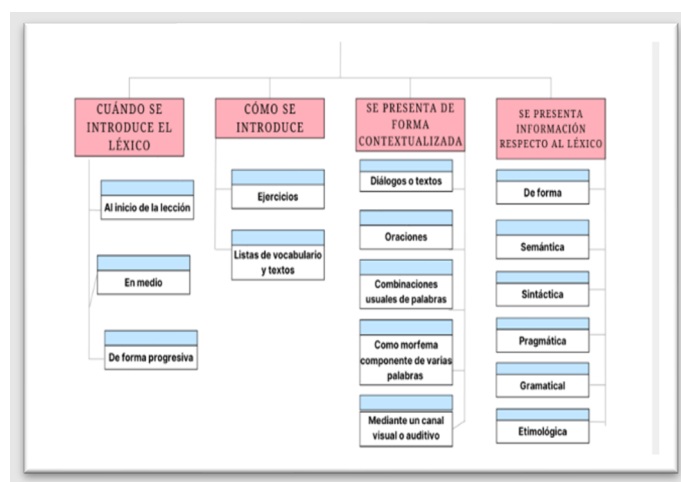 CUÁNDO SE
INTRODUCE EL
LÉXICO
Al inicio de la lección
En medio
De forma progresiva
CÓMO SE
INTRODUCE
Ejercicios
Listas de vocabulario
y textos
SE PRESENTA DE
FORMA
CONTEXTUALIZADA
Diálogos o textos
Oraciones
Combinaciones
usuales de palabras
Como morfema
componente de varias
palabras
Mediante un canal
visual o auditivo
SE PRESENTA
INFORMACIÓN
RESPECTO AL LÉXICO
De forma
Semántica
Sintáctica
Pragmática
Gramatical
Etimológica